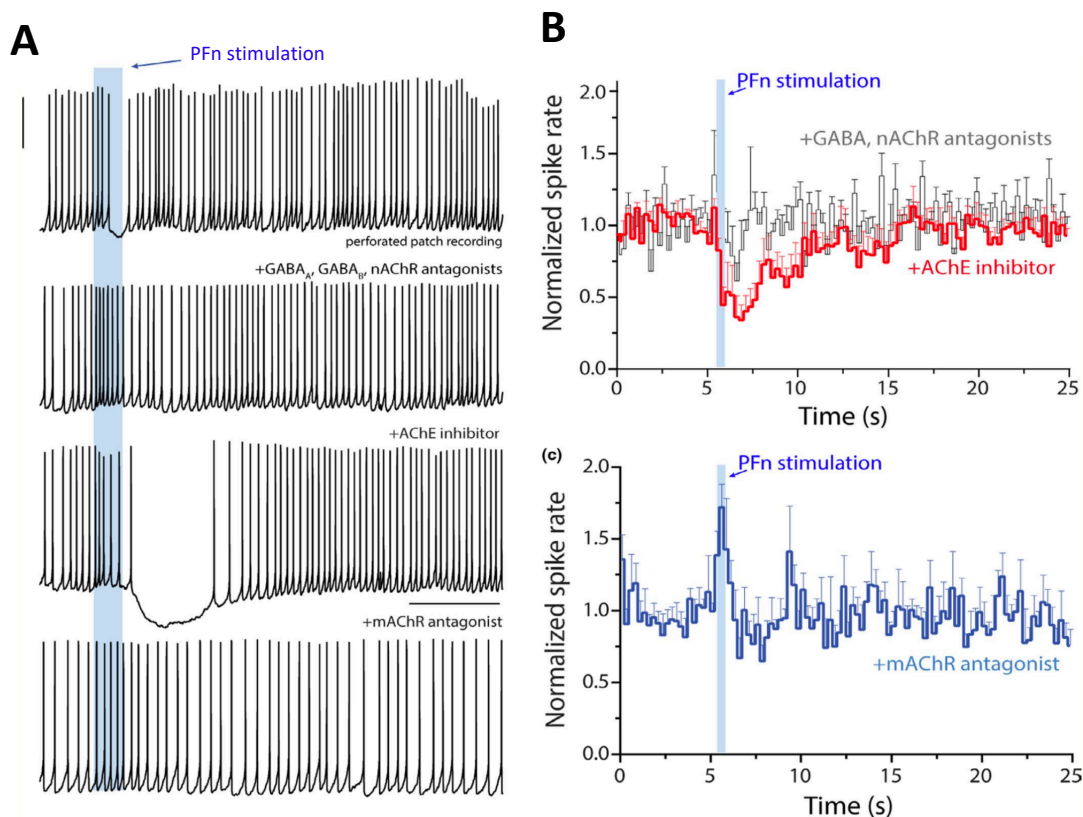 A
PFn stimulation
perforated patch recording
+GABAA, GABAB, nAChR antagonists
+AChE inhibitor
+mAChR antagonist
B
Normalized spike rate
2.0
1.5
1.0
0.5
0.0
PFn stimulation
+GABA, nAChR antagonists
+AChE inhibitor
0 5 10 15 20 25
Time (s)
(c)
Normalized spike rate
2.0
1.5
1.0
0.5
0.0
PFn stimulation
+mAChR antagonist
0 5 10 15 20 25
Time (s)